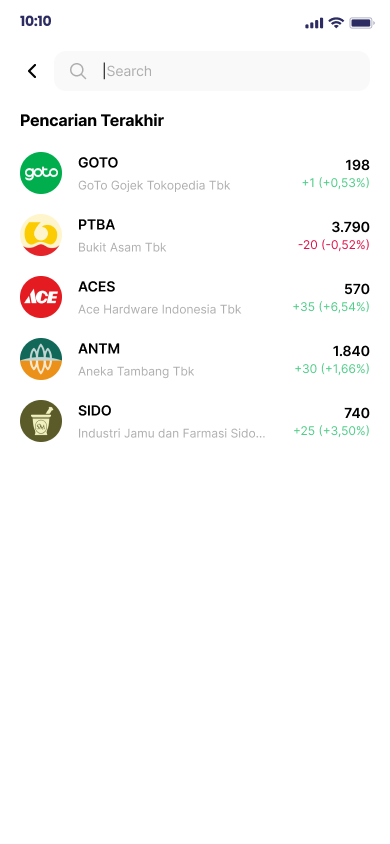 10:10
Search
Pencarian Terakhir
goto
GOTO
198
GoTo Gojek Tokopedia Tbk
+1 (+0,53%)
PTBA
3.790
Bukit Asam Tbk
-20 (-0,52%)
ACE
ACES
570
Ace Hardware Indonesia Tbk
+35 (+6,54%)
ANTM
1.840
Aneka Tambang Tbk
+30 (+1,66%)
SIDO
740
Industri Jamu dan Farmasi Sido...
+25 (+3,50%)